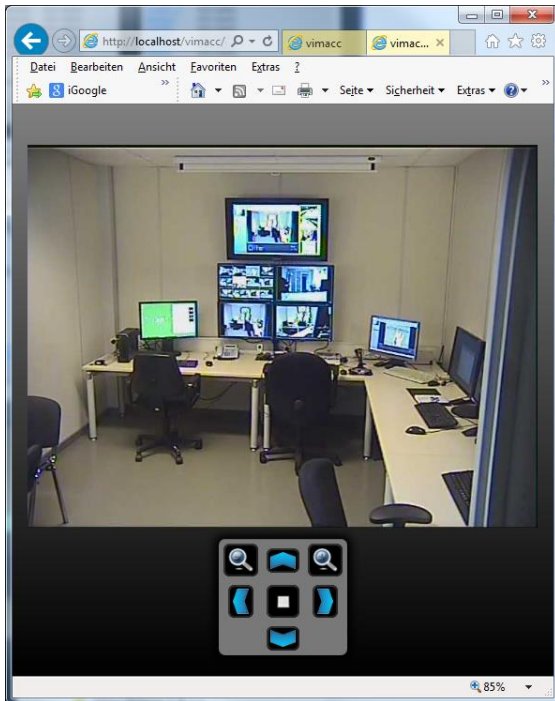 http://localhost/vimacc/
vimacc
vimac...
Datei Bearbeiten Ansicht Favoriten Extras ?
iGoogle
»
Seite Sicherheit Extras
»
85%